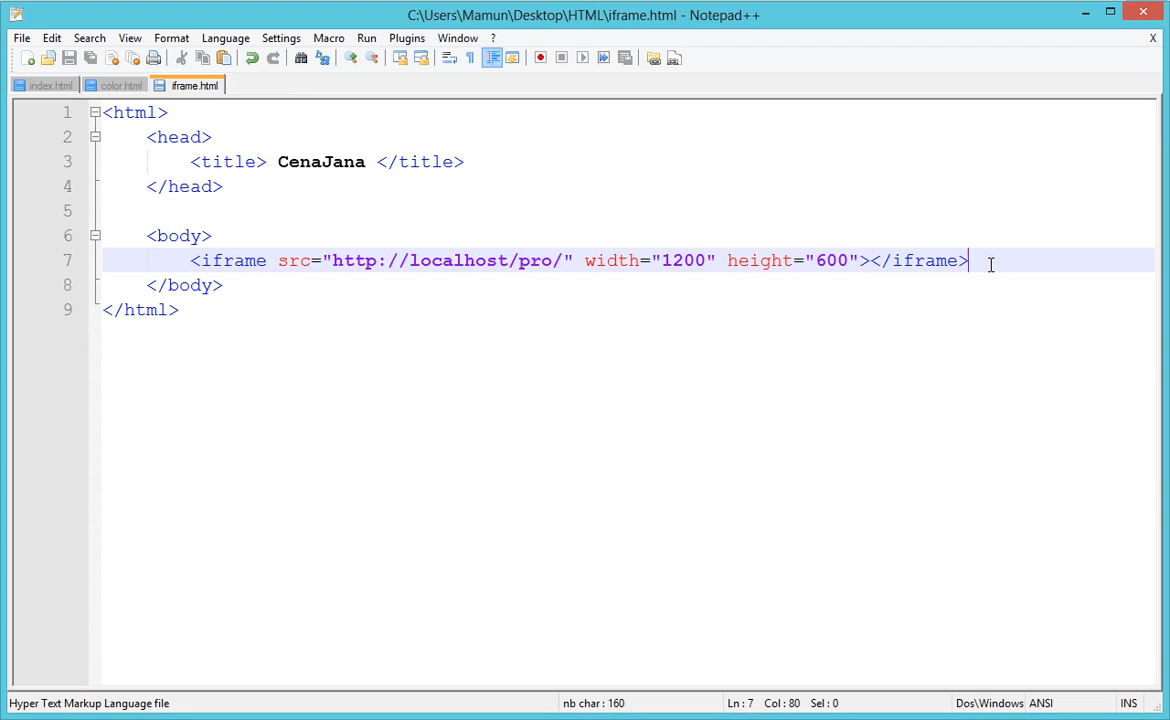 C:\Users\Mamun\Desktop\HTML\iframe.html - Notepad++
File Edit Search View Format Language Settings Macro Run Plugins Window ? X
index.html color.html iframe.html
1 <html>
2 <head>
3 <title> CenaJana </title>
4 </head>
5
6 <body>
7 <iframe src="http://localhost/pro/" width="1200" height="600"></iframe>
8 </body>
9 </html>
Hyper Text Markup Language file nb char : 160 Ln : 7 Col : 80 Sel : 0 Dos\Windows ANSI INS